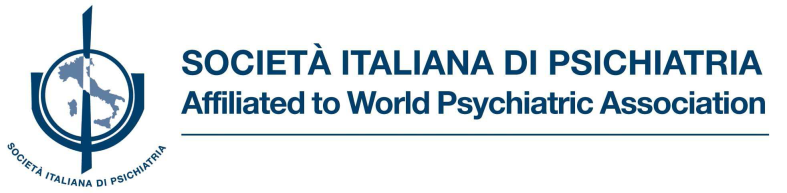 SOCIETÀ ITALIANA DI PSICHIATRIA
Affiliated to World Psychiatric Association
SOCIETÀ ITALIANA DI PSICHIATRIA